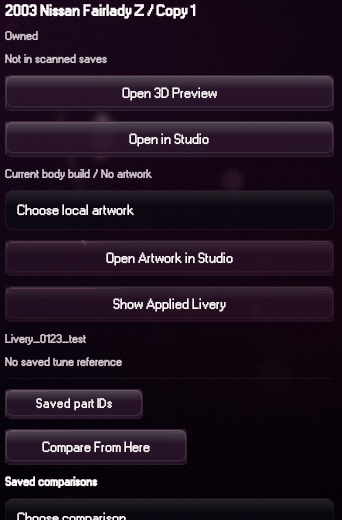 2003 Nissan Fairlady Z / Copy 1
Owned
Not in scanned saves
Open 3D Preview
Open in Studio
Current body build / No artwork
Choose local artwork
Open Artwork in Studio
Show Applied Livery
Livery_0123_test
No saved tune reference
Saved part IDs
Compare From Here
Saved comparisons
Choose comparison